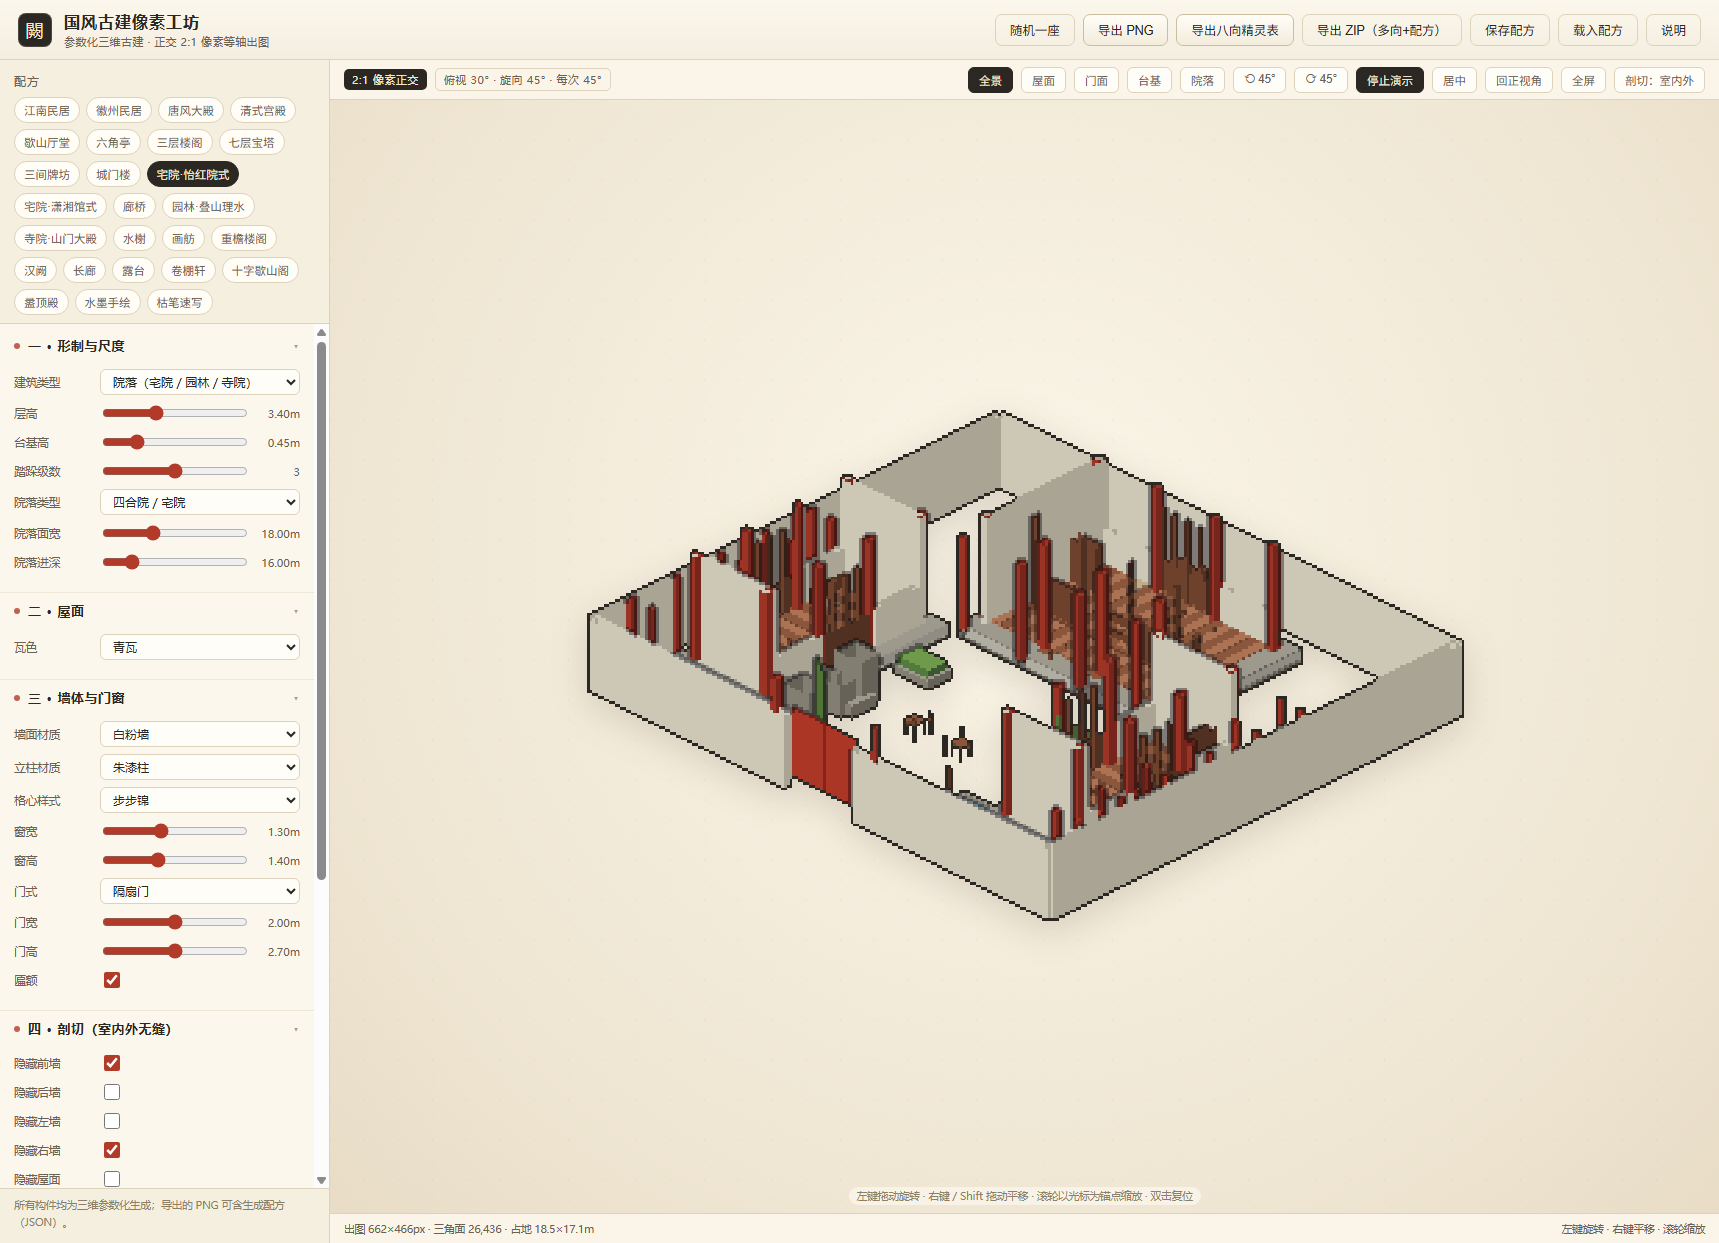 闕
国风古建像素工坊
参数化三维古建 · 正交 2:1 像素等轴出图
随机一座
导出 PNG
导出八向精灵表
导出 ZIP（多向+配方）
保存配方
载入配方
说明
配方
江南民居
徽州民居
唐风大殿
清式宫殿
歇山厅堂
六角亭
三层楼阁
七层宝塔
三间牌坊
城门楼
宅院·怡红院式
宅院·潇湘馆式
廊桥
园林·叠山理水
寺院·山门大殿
水榭
画舫
重檐楼阁
汉阙
长廊
露台
卷棚轩
十字歇山阁
盝顶殿
水墨手绘
枯笔速写
2:1 像素正交
俯视 30° · 旋向 45° · 每次 45°
全景
屋面
门面
台基
院落
⟲ 45°
⟳ 45°
停止演示
居中
回正视角
全屏
剖切：室内外
一 • 形制与尺度
建筑类型
院落（宅院 / 园林 / 寺院）
层高
3.40m
台基高
0.45m
踏跺级数
3
院落类型
四合院 / 宅院
院落面宽
18.00m
院落进深
16.00m
二 • 屋面
瓦色
青瓦
三 • 墙体与门窗
墙面材质
白粉墙
立柱材质
朱漆柱
格心样式
步步锦
窗宽
1.30m
窗高
1.40m
门式
隔扇门
门宽
2.00m
门高
2.70m
匾额
四 • 剖切（室内外无缝）
隐藏前墙
隐藏后墙
隐藏左墙
隐藏右墙
隐藏屋面
所有构件均为三维参数化生成；导出的 PNG 可含生成配方
（JSON）。
左键拖动旋转 · 右键 / Shift 拖动平移 · 滚轮以光标为锚点缩放 · 双击复位
出图 662×466px · 三角面 26,436 · 占地 18.5×17.1m
左键旋转 · 右键平移 · 滚轮缩放